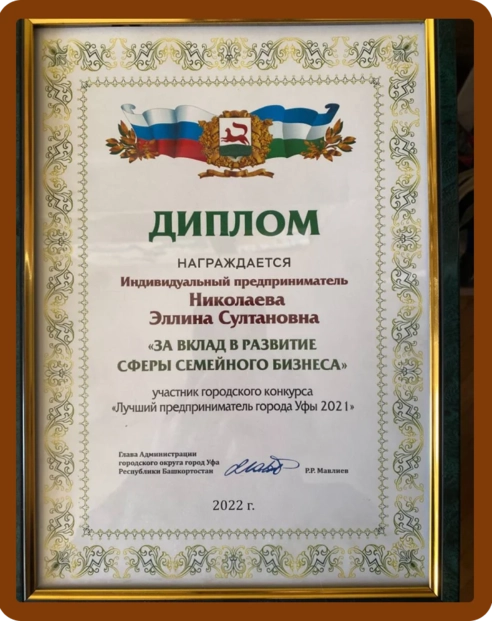 ДИПЛОМ
НАГРАЖДАЕТСЯ
Индивидуальный предприниматель
Николаева
Эллина Султановна
«ЗА ВКЛАД В РАЗВИТИЕ
СФЕРЫ СЕМЕЙНОГО БИЗНЕСА»
участник городского конкурса
«Лучший предприниматель города Уфы 2021»
Глава Администрации
городского округа город Уфа
Республики Башкортостан
Р.Р. Мавлиев
2022 г.